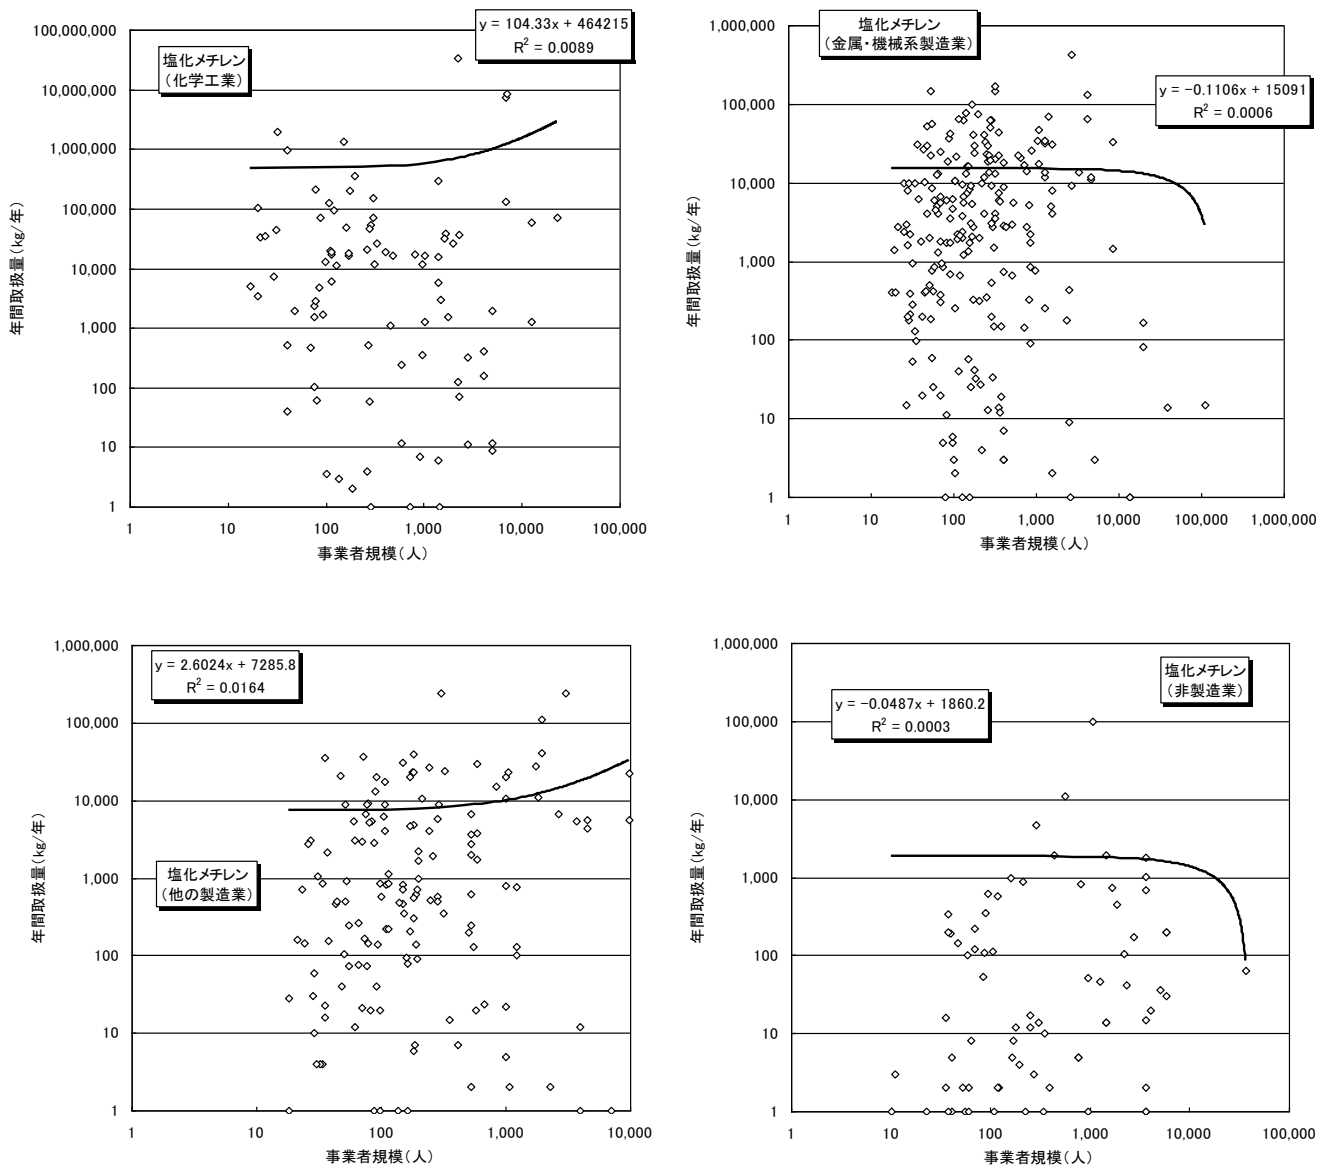 y = 104.33x + 464215
R² = 0.0089
塩化メチレン
（化学工業）
100,000,000
10,000,000
1,000,000
100,000
10,000
1,000
100
10
1
年間取扱量(kg/年)
1
10
100
1,000
10,000
100,000
事業者規模（人）
塩化メチレン
（金属・機械系製造業）
y = −0.1106x + 15091
R² = 0.0006
1,000,000
100,000
10,000
1,000
100
10
1
年間取扱量(kg/年)
1
10
100
1,000
10,000
100,000
1,000,000
事業者規模（人）
y = 2.6024x + 7285.8
R² = 0.0164
塩化メチレン
（他の製造業）
1,000,000
100,000
10,000
1,000
100
10
1
年間取扱量(kg/年)
1
10
100
1,000
10,000
事業者規模（人）
塩化メチレン
（非製造業）
y = −0.0487x + 1860.2
R² = 0.0003
1,000,000
100,000
10,000
1,000
100
10
1
年間取扱量(kg/年)
1
10
100
1,000
10,000
100,000
事業者規模（人）